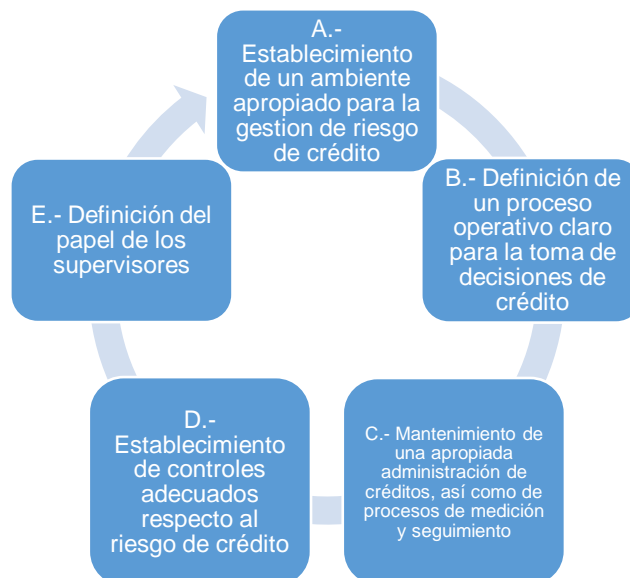 A.-
Establecimiento
de un ambiente
apropiado para la
gestion de riesgo
de crédito
B.- Definición de
un proceso
operativo claro
para la toma de
decisiones de
crédito
C.- Mantenimiento de
una apropiada
administración de
créditos, así como de
procesos de medición
y seguimiento
D.-
Establecimiento
de controles
adecuados
respecto al
riesgo de crédito
E.- Definición del
papel de los
supervisores